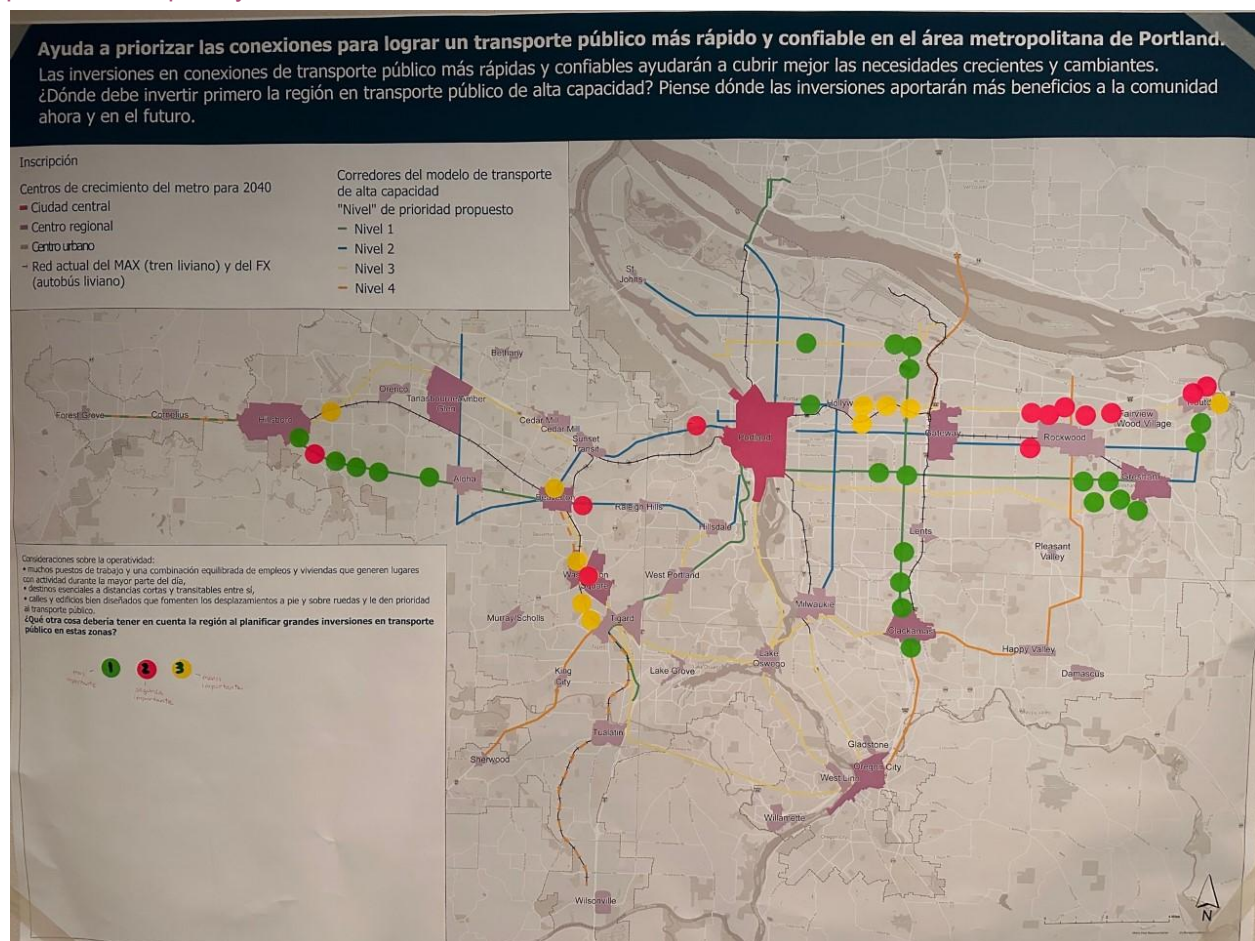 Ayuda a priorizar las conexiones para lograr un transporte público más rápido y confiable en el área metropolitana de Portland.
Las inversiones en conexiones de transporte público más rápidas y confiables ayudarán a cubrir mejor las necesidades crecientes y cambiantes.
¿Dónde debe invertir primero la región en transporte público de alta capacidad? Piense dónde las inversiones aportarán más beneficios a la comunidad
ahora y en el futuro.
Inscripción
Centros de crecimiento del metro para 2040
Ciudad central
Centro regional
Centro urbano
Red actual del MAX (tren liviano) y del FX
(autobús liviano)
Corredores del modelo de transporte
de alta capacidad
"Nivel" de prioridad propuesto
Nivel 1
Nivel 2
Nivel 3
Nivel 4
St.
Johns
Bethany
Orenco
Forest Grove
Cornelius
Hillsboro
Cedar Mill
Cedar Mill
Sunset
Transit
Portland
Hollyw
Gateway
Fairview
Wood Village
Rockwood
Aloha
Raleigh Hills
Hillsdale
Lents
Pleasant
Valley
West Portland
Murray Scholls
Tigard
Milwaukie
Clackamas
King
City
Lake Grove
Lake
Oswego
Happy Valley
Damascus
Tualatin
Sherwood
Gladstone
Oregon City
West Linn
Willamette
Wilsonville
N
Consideraciones sobre la operatividad:
• muchos puestos de trabajo y una combinación equilibrada de empleos y viviendas que generen lugares
con actividad durante la mayor parte del día,
• destinos esenciales a distancias cortas y transitables entre sí,
• calles y edificios bien diseñados que fomenten los desplazamientos a pie y sobre ruedas y le den prioridad
al transporte público.
¿Qué otra cosa debería tener en cuenta la región al planificar grandes inversiones en transporte
público en estas zonas?
1 2 3